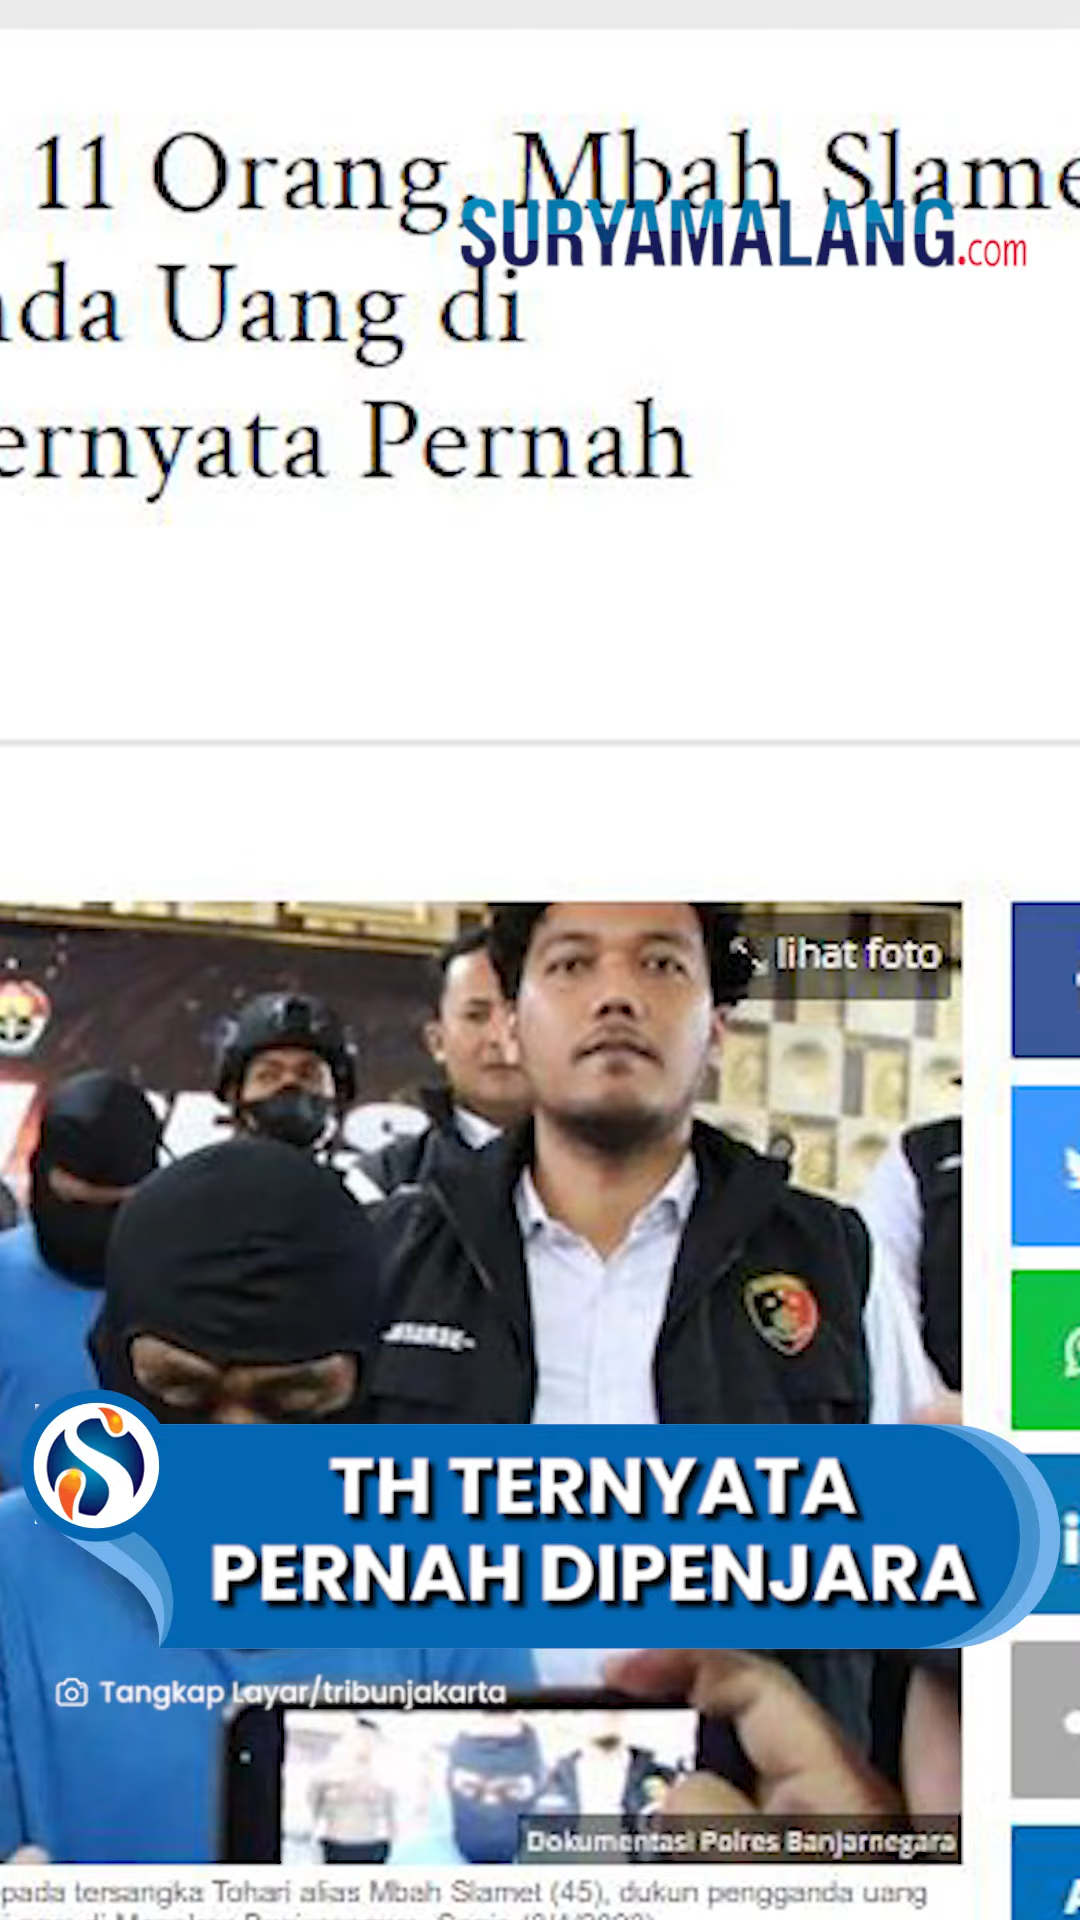 11 Orang, Mbah Slame
SURYAMALANG.com
nda Uang di
ernyata Pernah
lihat foto
TH TERNYATA
PERNAH DIPENJARA
Tangkap Layar/tribunjakarta
Dokumentasi Polres Banjarnegara
pada tersangka Tohari alias Mbah Slamet (45), dukun pengganda uang